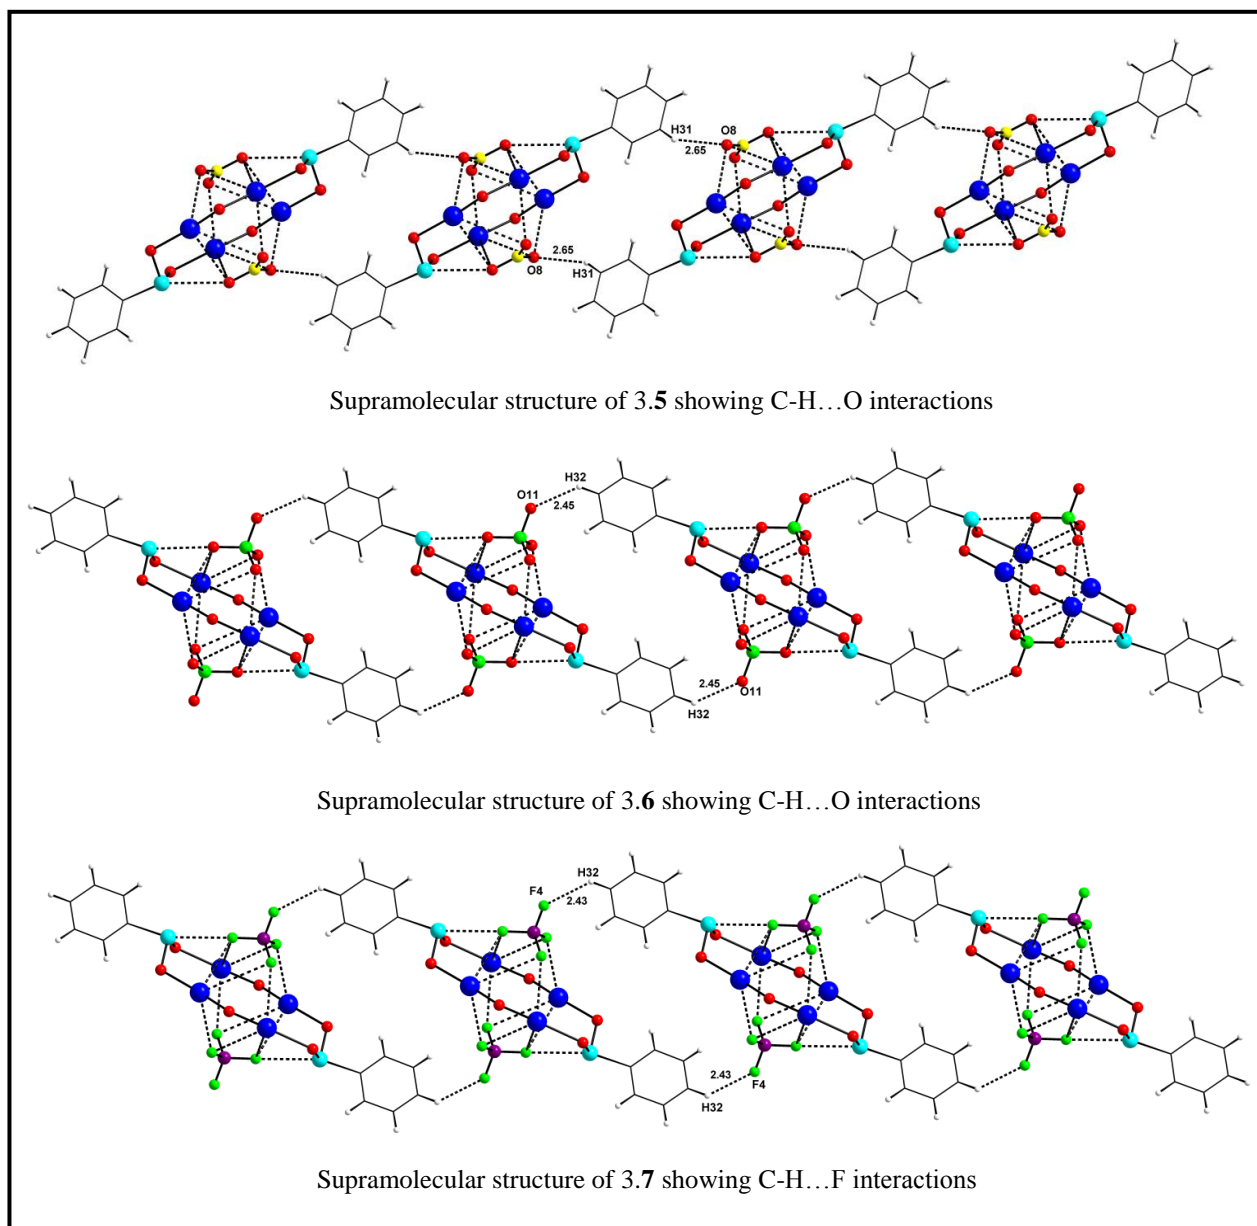 H31
O8
2.65
2.65
O8
H31
Supramolecular structure of 3.5 showing C-H…O interactions
H32
O11
2.45
2.45
O11
H32
Supramolecular structure of 3.6 showing C-H…O interactions
H32
F4
2.43
2.43
F4
H32
Supramolecular structure of 3.7 showing C-H…F interactions